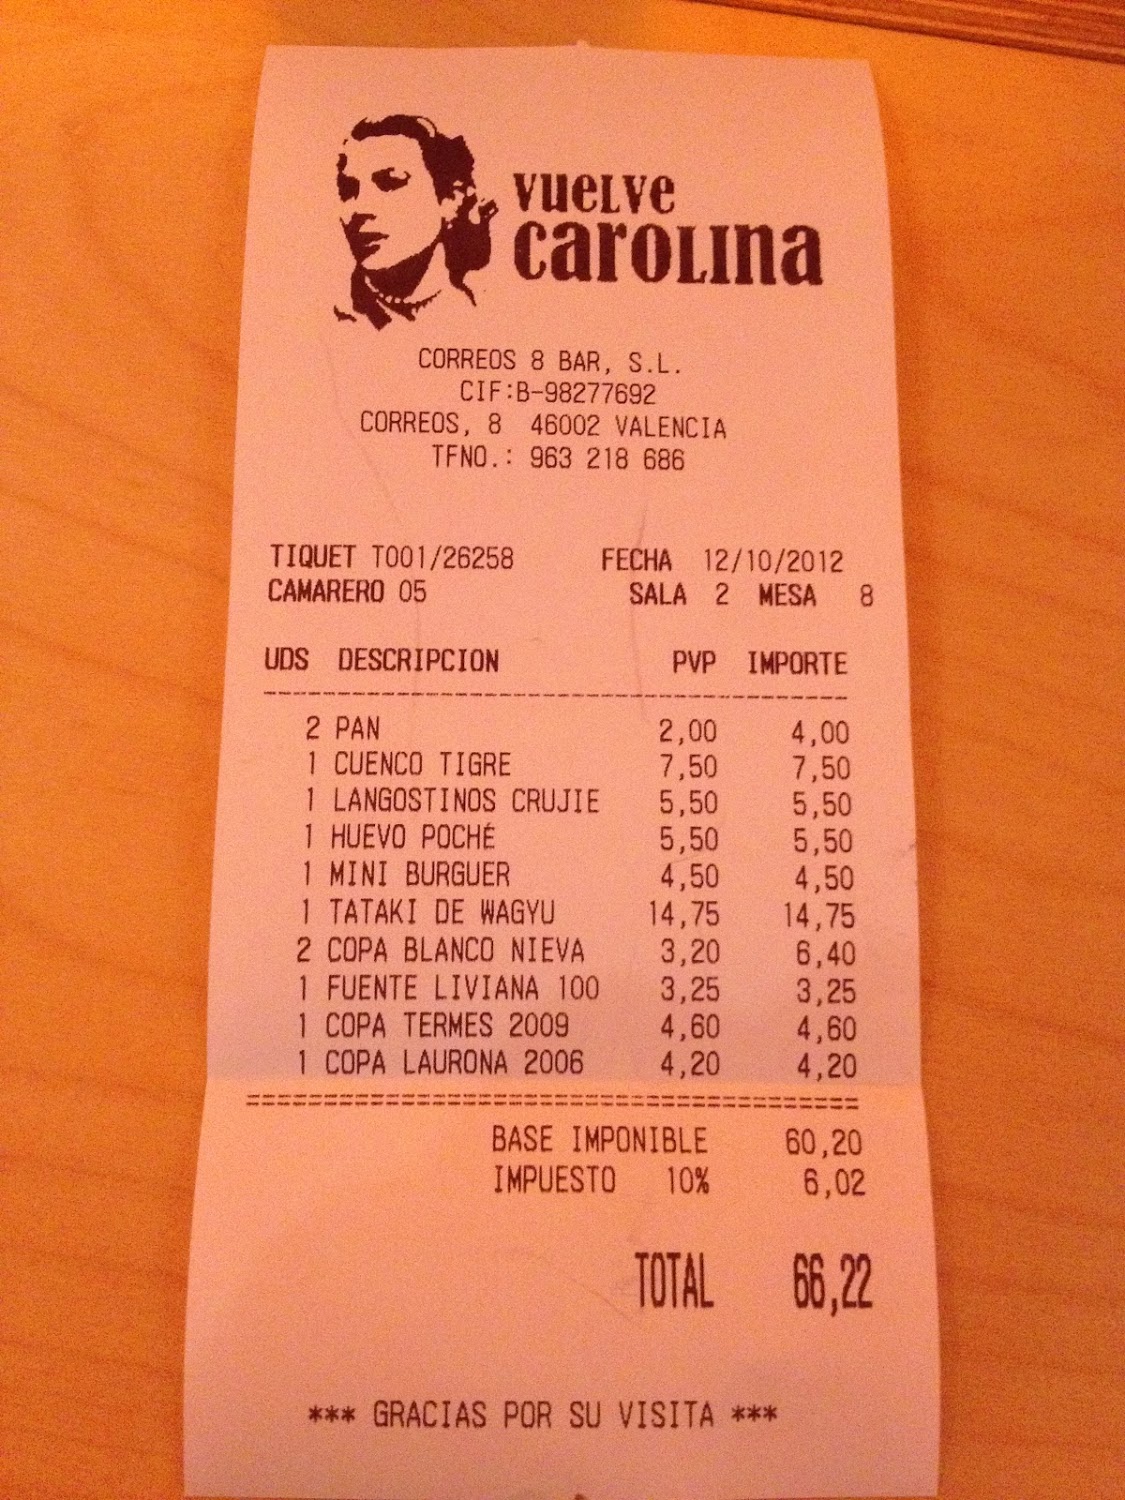 vuelve
carolina
CORREOS 8 BAR, S.L.
CIF:B-98277692
CORREOS, 8 46002 VALENCIA
TFNO.: 963 218 686
TIQUET T001/26258 FECHA 12/10/2012
CAMARERO 05 SALA 2 MESA 8
UDS DESCRIPCION PVP IMPORTE
2 PAN 2,00 4,00
1 CUENCO TIGRE 7,50 7,50
1 LANGOSTINOS CRUJIE 5,50 5,50
1 HUEVO POCHÉ 5,50 5,50
1 MINI BURGUER 4,50 4,50
1 TATAKI DE WAGYU 14,75 14,75
2 COPA BLANCO NIEVA 3,20 6,40
1 FUENTE LIVIANA 100 3,25 3,25
1 COPA TERMES 2009 4,60 4,60
1 COPA LAURONA 2006 4,20 4,20
BASE IMPONIBLE 60,20
IMPUESTO 10% 6,02
TOTAL 66,22
*** GRACIAS POR SU VISITA ***